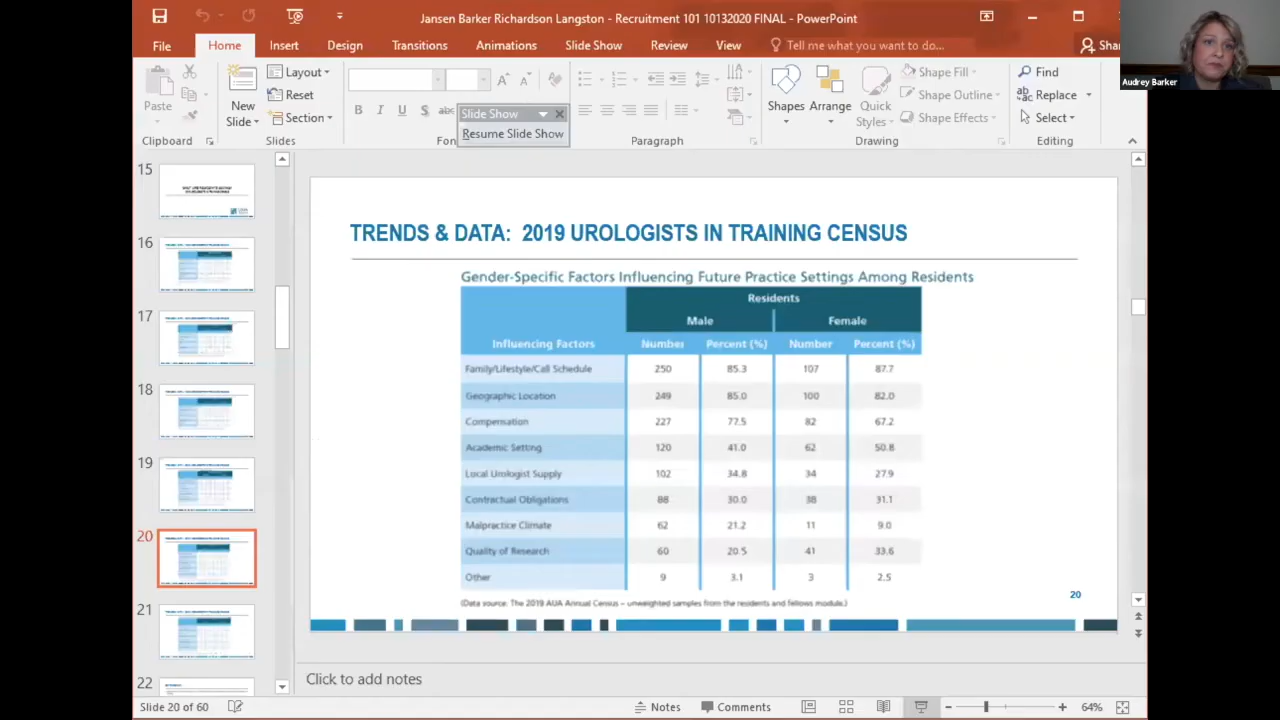 Jansen Barker Richardson Langston - Recruitment 101 10132020 FINAL - PowerPoint
File Home Insert Design Transitions Animations Slide Show Review View Tell me what you want to do... Shar
Audrey Barker
Paste
Clipboard
New
Slide
Layout
Reset
Section
Slides
B I U S abc
Font
Slide Show
Resume Slide Show
Paragraph
Shapes Arrange Quick
Styles
Shape Fill
Shape Outline
Shape Effects
Drawing
Find
Replace
Select
Editing
15
16
17
18
19
20
21
22
TRENDS & DATA: 2019 UROLOGISTS IN TRAINING CENSUS
Gender-Specific Factors Influencing Future Practice Settings Among Residents
Residents
Male Female
Influencing Factors Number Percent (%) Number Percent (%)
Family/Lifestyle/Call Schedule 250 85.3 107 87.7
Geographic Location 249 85.0 100 82.0
Compensation 227 77.5 82 67.2
Academic Setting 120 41.0 62 50.8
Local Urologist Supply 102 34.8 34 27.9
Contractual Obligations 88 30.0 38 31.1
Malpractice Climate 62 21.2 11 9.0
Quality of Research 60 20.5 41 33.6
Other 9 3.1 3 2.5
(Data source: The 2019 AUA Annual Census – unweighted samples from the residents and fellows module.)
20
Click to add notes
Slide 20 of 60 Notes Comments 64%